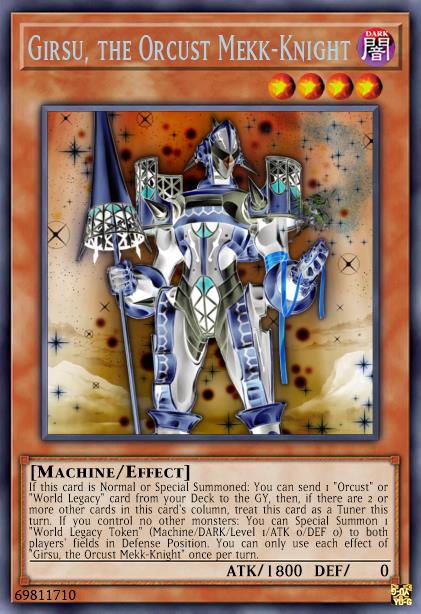 GIRSU, THE ORCUST MEKK-KNIGHT
DARK
闇
[MACHINE/EFFECT]
If this card is Normal or Special Summoned: You can send 1 "Orcust" or
"World Legacy" card from your Deck to the GY, then, if there are 2 or
more other cards in this card's column, treat this card as a Tuner this
turn. If you control no other monsters: You can Special Summon 1
"World Legacy Token" (Machine/DARK/Level 1/ATK 0/DEF 0) to both
players' fields in Defense Position. You can only use each effect of
"Girsu, the Orcust Mekk-Knight" once per turn.
ATK/1800 DEF/ 0
69811710